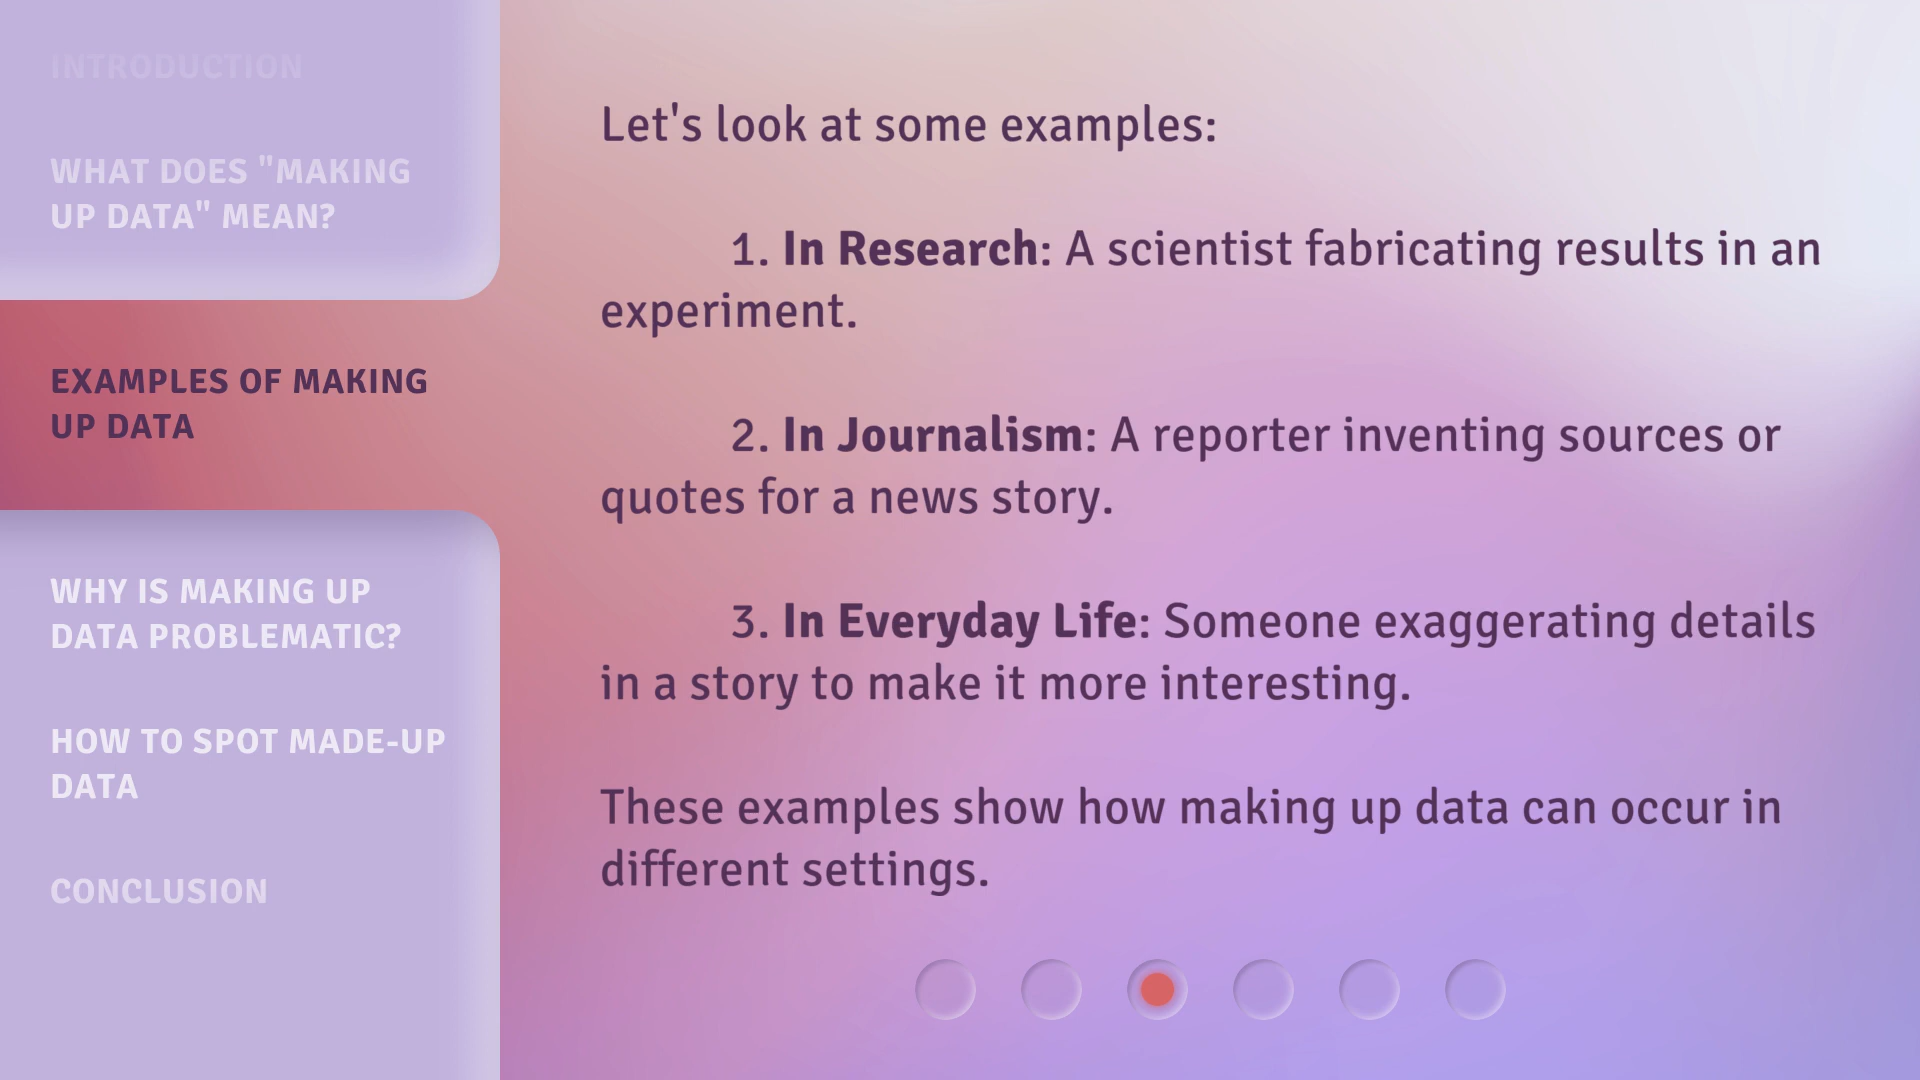 INTRODUCTION
WHAT DOES "MAKING
UP DATA" MEAN?
EXAMPLES OF MAKING
UP DATA
WHY IS MAKING UP
DATA PROBLEMATIC?
HOW TO SPOT MADE-UP
DATA
CONCLUSION
Let's look at some examples:
1. In Research: A scientist fabricating results in an
experiment.
2. In Journalism: A reporter inventing sources or
quotes for a news story.
3. In Everyday Life: Someone exaggerating details
in a story to make it more interesting.
These examples show how making up data can occur in
different settings.